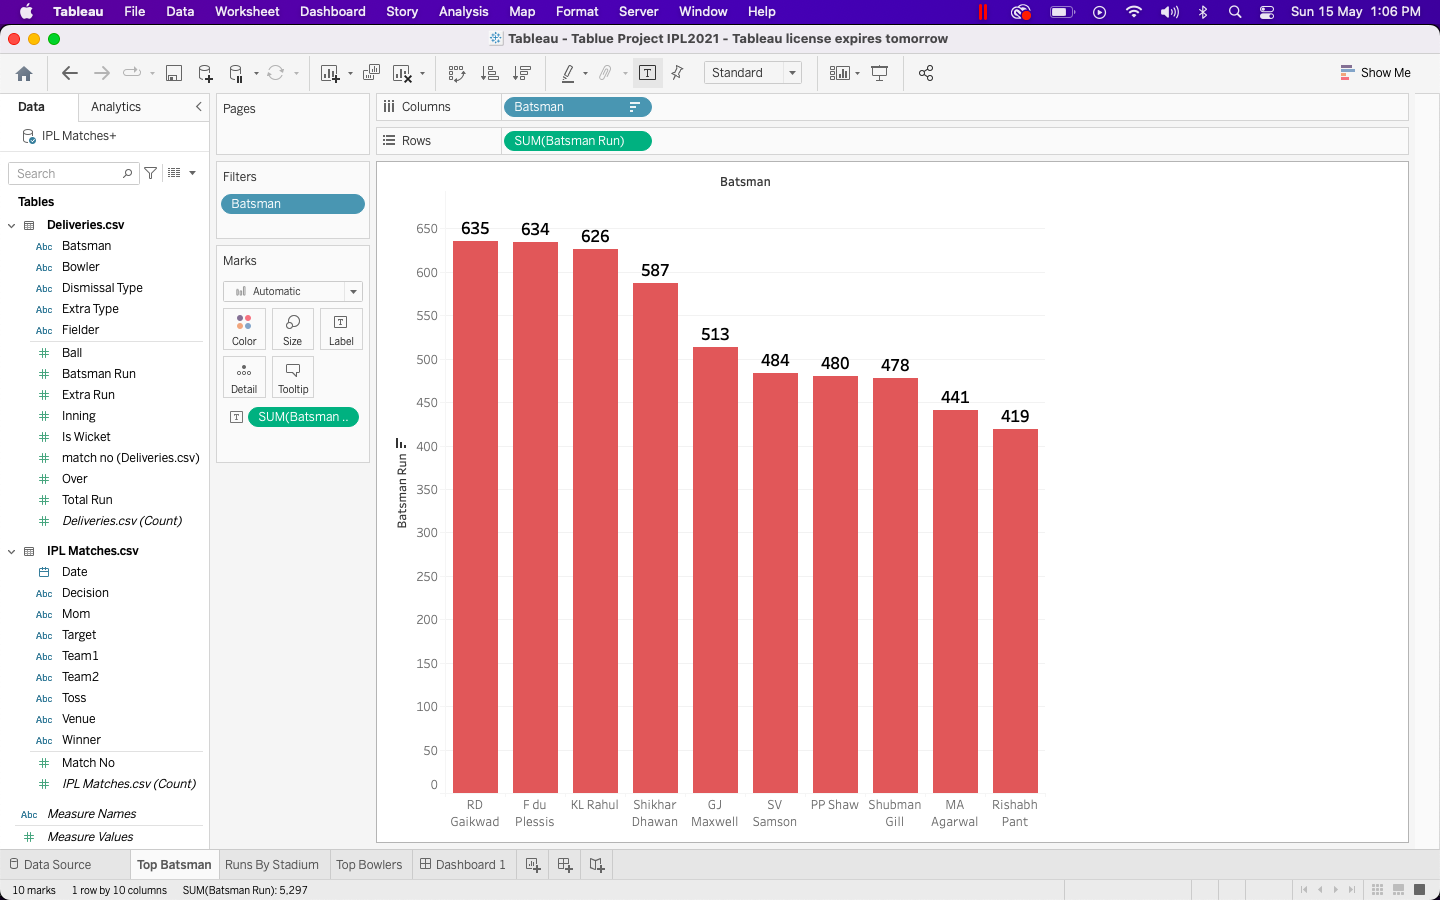 Tableau File Data Worksheet Dashboard Story Analysis Map Format Server Window Help Sun 15 May 1:06 PM
Tableau - Tablue Project IPL2021 - Tableau license expires tomorrow
Standard
Show Me
Data Analytics
IPL Matches+
Search
Tables
Deliveries.csv
Abc Batsman
Abc Bowler
Abc Dismissal Type
Abc Extra Type
Abc Fielder
Ball
Batsman Run
Extra Run
Inning
Is Wicket
match no (Deliveries.csv)
Over
Total Run
Deliveries.csv (Count)
IPL Matches.csv
Date
Abc Decision
Abc Mom
Abc Target
Abc Team1
Abc Team2
Abc Toss
Abc Venue
Abc Winner
Match No
IPL Matches.csv (Count)
Abc Measure Names
Measure Values
Pages
Filters
Batsman
Marks
Automatic
Color Size Label
Detail Tooltip
SUM(Batsman ..
Columns Batsman
Rows SUM(Batsman Run)
Batsman
Batsman Run
650
600
550
500
450
400
350
300
250
200
150
100
50
0
635 634 626 587 513 484 480 478 441 419
RD F du KL Rahul Shikhar GJ SV PP Shaw Shubman MA Rishabh
Gaikwad Plessis Dhawan Maxwell Samson Gill Agarwal Pant
Data Source Top Batsman Runs By Stadium Top Bowlers Dashboard 1
10 marks 1 row by 10 columns SUM(Batsman Run): 5,297